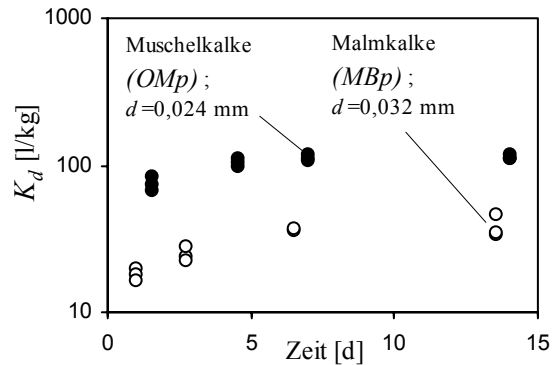 1000
100
10
K_d [l/kg]
Muschelkalke
(OMp) ;
d =0,024 mm
Malmkalke
(MBp) ;
d=0,032 mm
0
5
10
15
Zeit [d]